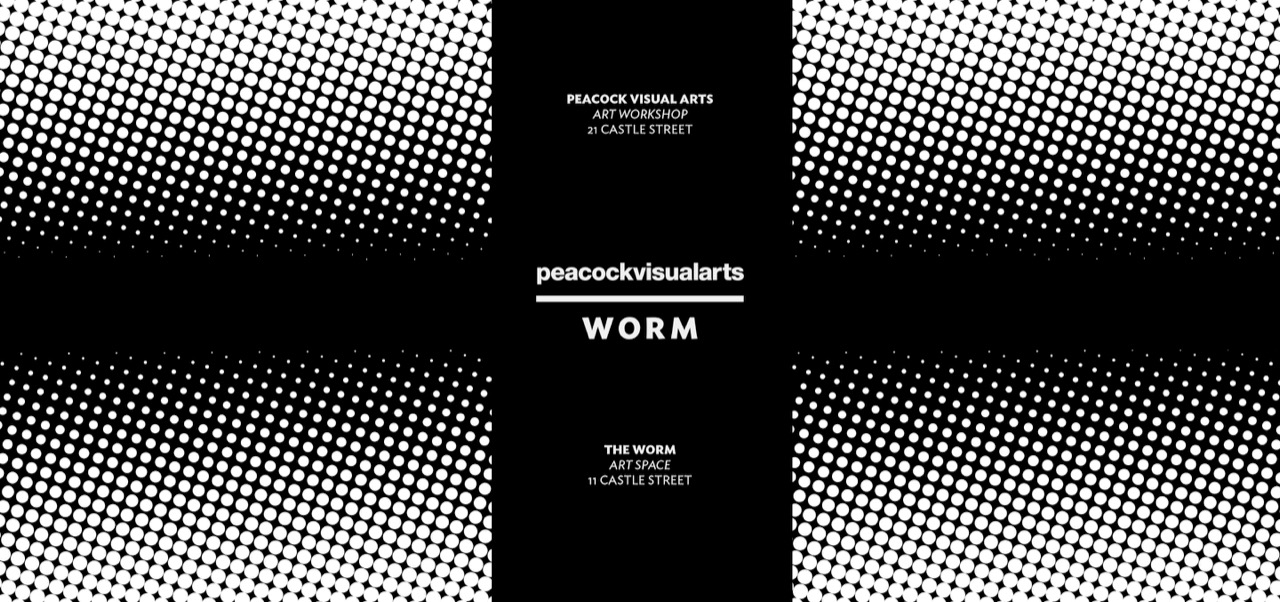 PEACOCK VISUAL ARTS
ART WORKSHOP
21 CASTLE STREET
peacockvisualarts
WORM
THE WORM
ART SPACE
11 CASTLE STREET